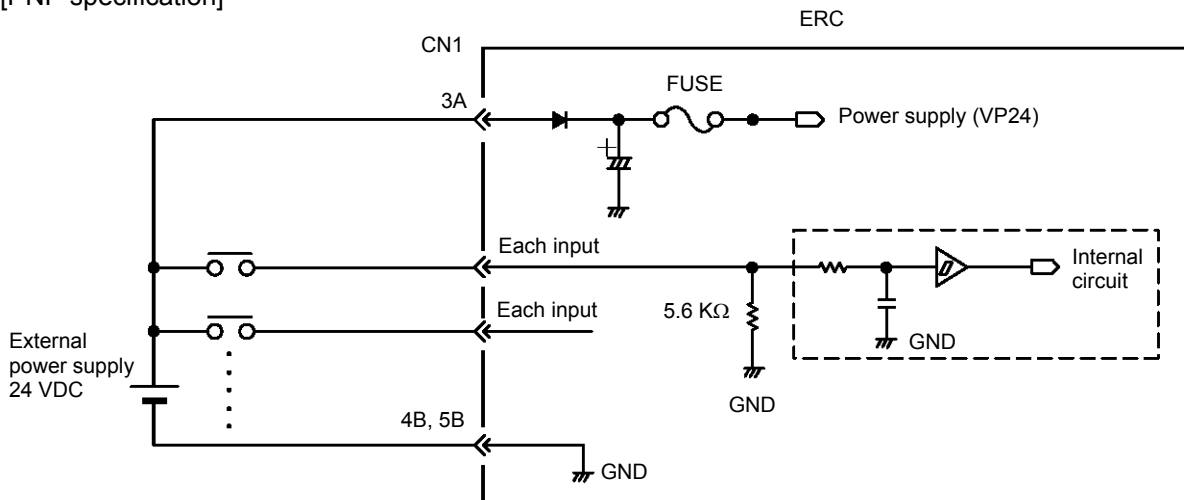 [PNP specification]
ERC
CN1
3A
FUSE
Power supply (VP24)
Each input
Internal
circuit
Each input
5.6 KΩ
GND
External
power supply
24 VDC
GND
4B, 5B
GND